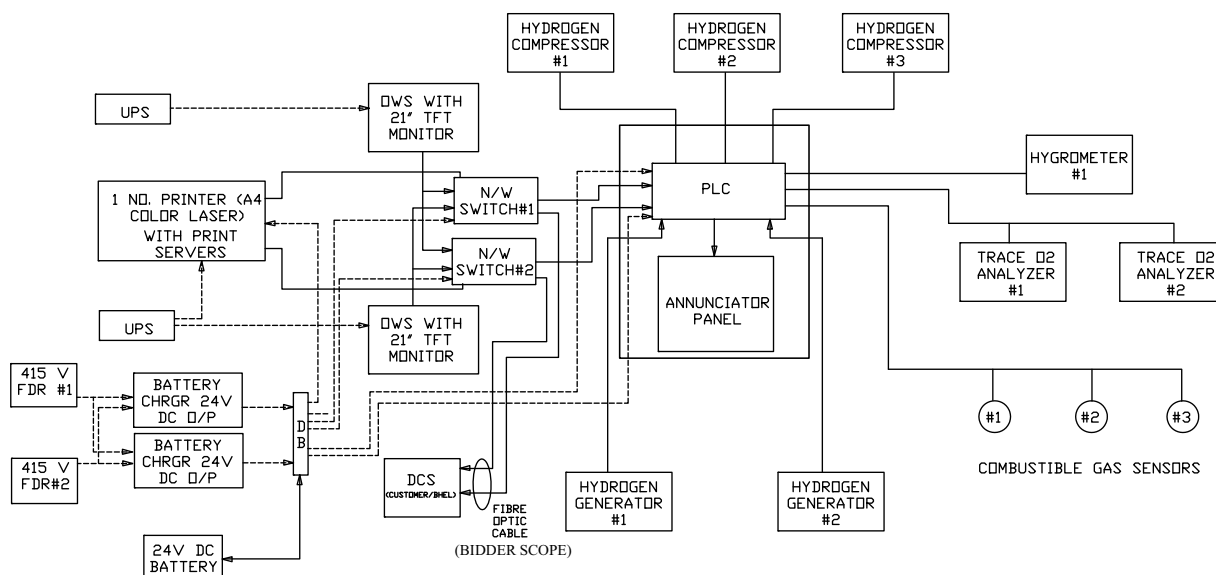 HYDROGEN
COMPRESSOR
#1
HYDROGEN
COMPRESSOR
#2
HYDROGEN
COMPRESSOR
#3
UPS
OWS WITH
21" TFT
MONITOR
1 NO. PRINTER (A4
COLOR LASER)
WITH PRINT
SERVERS
N/W
SWITCH#1
N/W
SWITCH#2
PLC
HYGROMETER
#1
TRACE O2
ANALYZER
#1
TRACE O2
ANALYZER
#2
ANNUNCIATOR
PANEL
UPS
OWS WITH
21" TFT
MONITOR
415 V
FDR #1
BATTERY
CHRGR 24V
DC O/P
415 V
FDR#2
BATTERY
CHRGR 24V
DC O/P
D
B
#1
#2
#3
COMBUSTIBLE GAS SENSORS
DCS
(CUSTOMER/BHEL)
FIBRE
OPTIC
CABLE
(BIDDER SCOPE)
HYDROGEN
GENERATOR
#1
HYDROGEN
GENERATOR
#2
24V DC
BATTERY